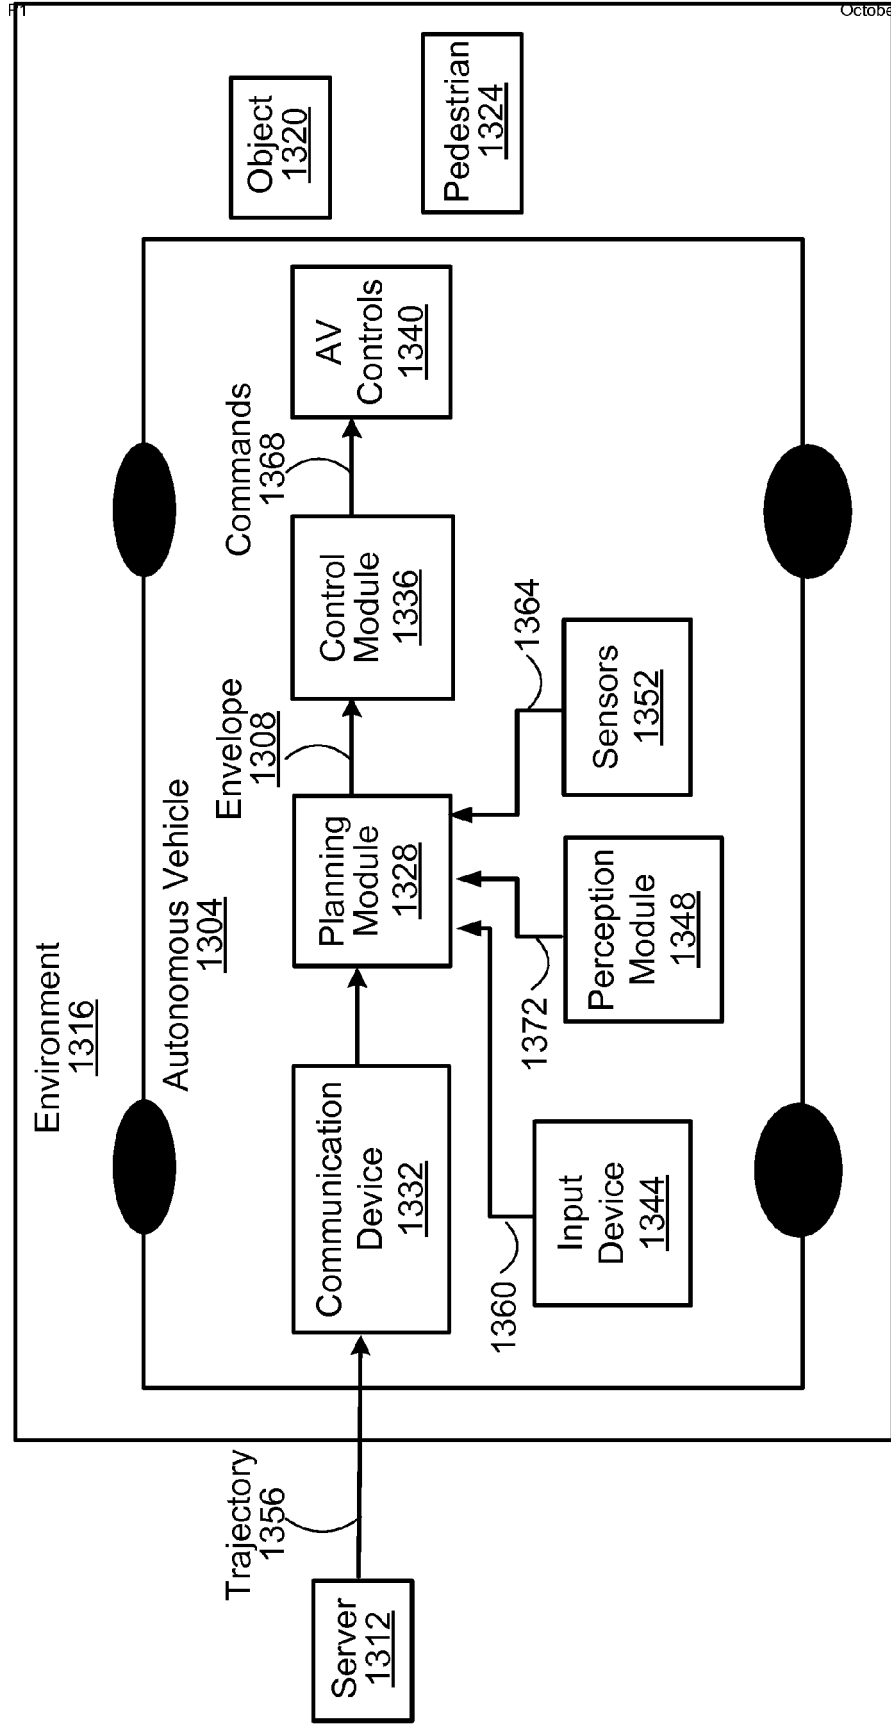 F1
Octobe
Environment
1316
Autonomous Vehicle
1304
Server
1312
Trajectory
1356
Communication
Device
1332
Planning
Module
1328
Envelope
1308
Control
Module
1336
Commands
1368
AV
Controls
1340
Object
1320
Pedestrian
1324
1360
Input
Device
1344
1372
Perception
Module
1348
1364
Sensors
1352